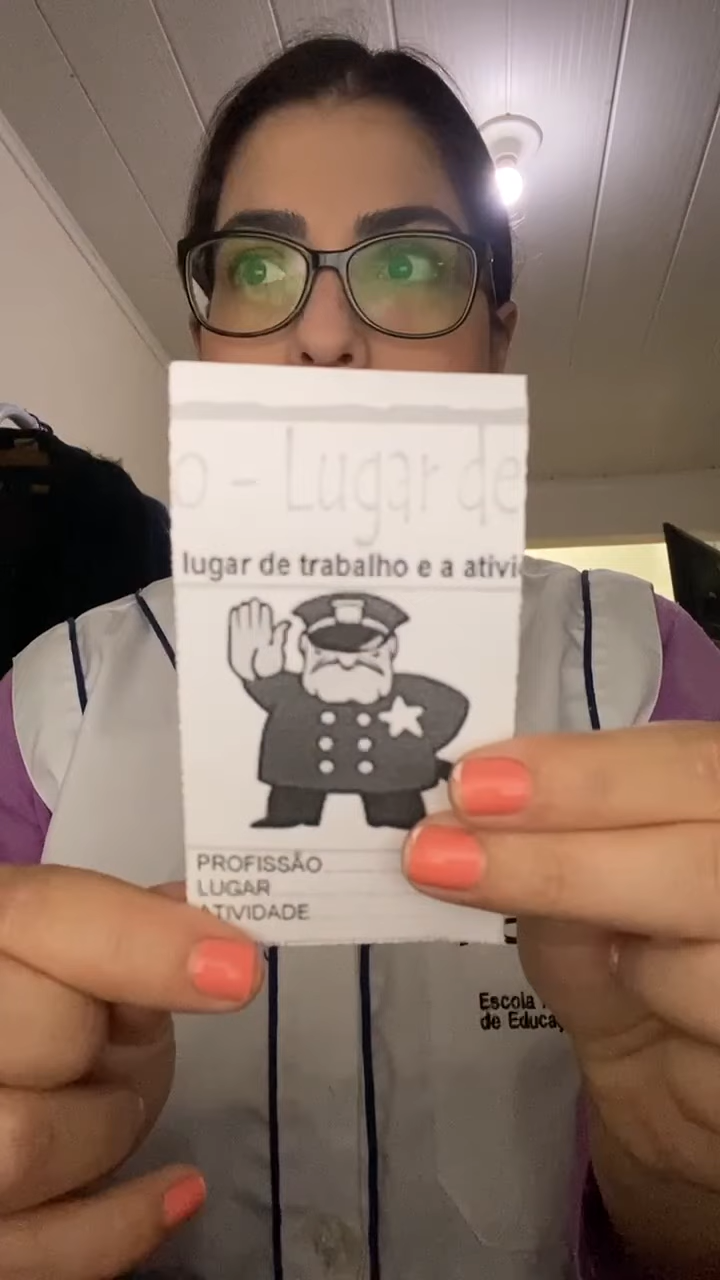 o - Lugar de
lugar de trabalho e a ativi
PROFISSÃO
LUGAR
ATIVIDADE
Escola
de Educaç